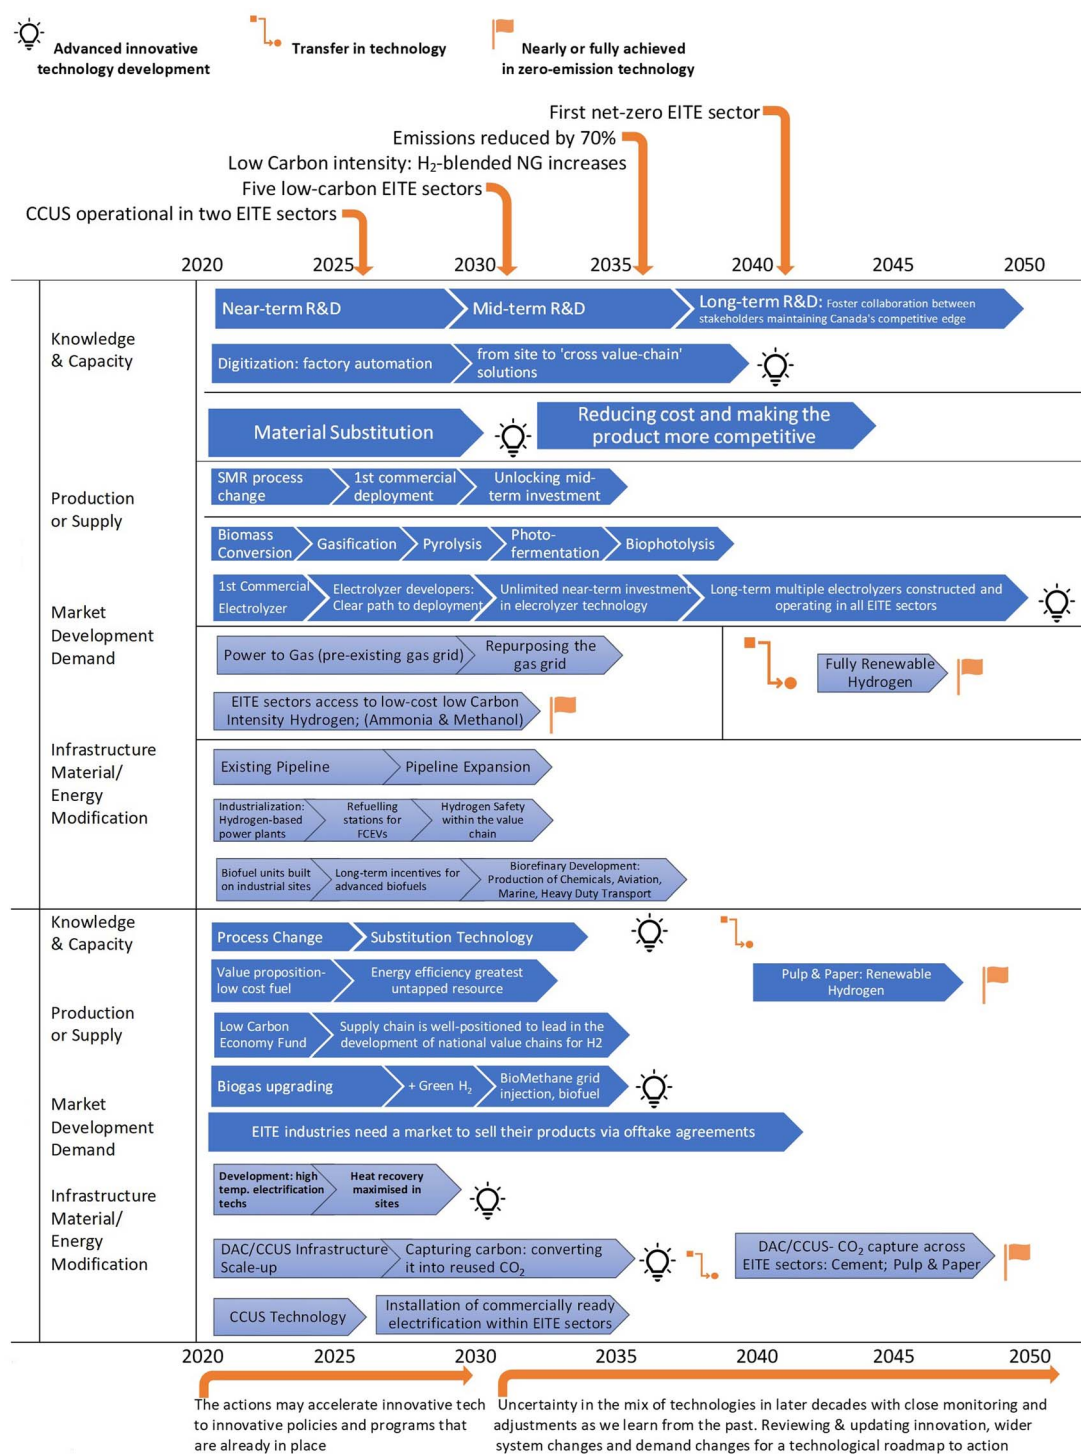 Advanced innovative
technology development
Transfer in technology
Nearly or fully achieved
in zero-emission technology
First net-zero EITE sector
Emissions reduced by 70%
Low Carbon intensity: H₂-blended NG increases
Five low-carbon EITE sectors
CCUS operational in two EITE sectors
2020 2025 2030 2035 2040 2045 2050
Knowledge
& Capacity
Near-term R&D
Mid-term R&D
Long-term R&D: Foster collaboration between
stakeholders maintaining Canada's competitive edge
Digitization: factory automation
from site to 'cross value-chain'
solutions
Material Substitution
Reducing cost and making the
product more competitive
Production
or Supply
SMR process
change
1st commercial
deployment
Unlocking mid-
term investment
Biomass
Conversion
Gasification
Pyrolysis
Photo-
fermentation
Biophotolysis
Market
Development
Demand
1st Commercial
Electrolyzer
Electrolyzer developers:
Clear path to deployment
Unlimited near-term investment
in elecrolyzer technology
Long-term multiple electrolyzers constructed and
operating in all EITE sectors
Power to Gas (pre-existing gas grid)
Repurposing the
gas grid
Fully Renewable
Hydrogen
EITE sectors access to low-cost low Carbon
Intensity Hydrogen; (Ammonia & Methanol)
Infrastructure
Material/
Energy
Modification
Existing Pipeline
Pipeline Expansion
Industrialization:
Hydrogen-based
power plants
Refuelling
stations for
FCEVs
Hydrogen Safety
within the value
chain
Biofuel units built
on industrial sites
Long-term incentives for
advanced biofuels
Biorefinary Development:
Production of Chemicals, Aviation,
Marine, Heavy Duty Transport
Knowledge
& Capacity
Process Change
Substitution Technology
Value proposition-
low cost fuel
Energy efficiency greatest
untapped resource
Pulp & Paper: Renewable
Hydrogen
Production
or Supply
Low Carbon
Economy Fund
Supply chain is well-positioned to lead in the
development of national value chains for H2
Biogas upgrading
+ Green H₂
BioMethane grid
injection, biofuel
Market
Development
Demand
EITE industries need a market to sell their products via offtake agreements
Development: high
temp. electrification
techs
Heat recovery
maximised in
sites
Infrastructure
Material/
Energy
Modification
DAC/CCUS Infrastructure
Scale-up
Capturing carbon: converting
it into reused CO₂
DAC/CCUS- CO₂ capture across
EITE sectors: Cement; Pulp & Paper
CCUS Technology
Installation of commercially ready
electrification within EITE sectors
2020 2025 2030 2035 2040 2045 2050
The actions may accelerate innovative tech
to innovative policies and programs that
are already in place
Uncertainty in the mix of technologies in later decades with close monitoring and
adjustments as we learn from the past. Reviewing & updating innovation, wider
system changes and demand changes for a technological roadmap to action